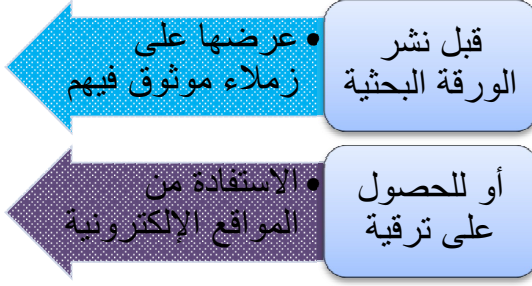 قبل نشر
الورقة البحثية
• عرضها على
زملاء موثوق فيهم
أو للحصول
على ترقية
• الاستفادة من
المواقع الإلكترونية